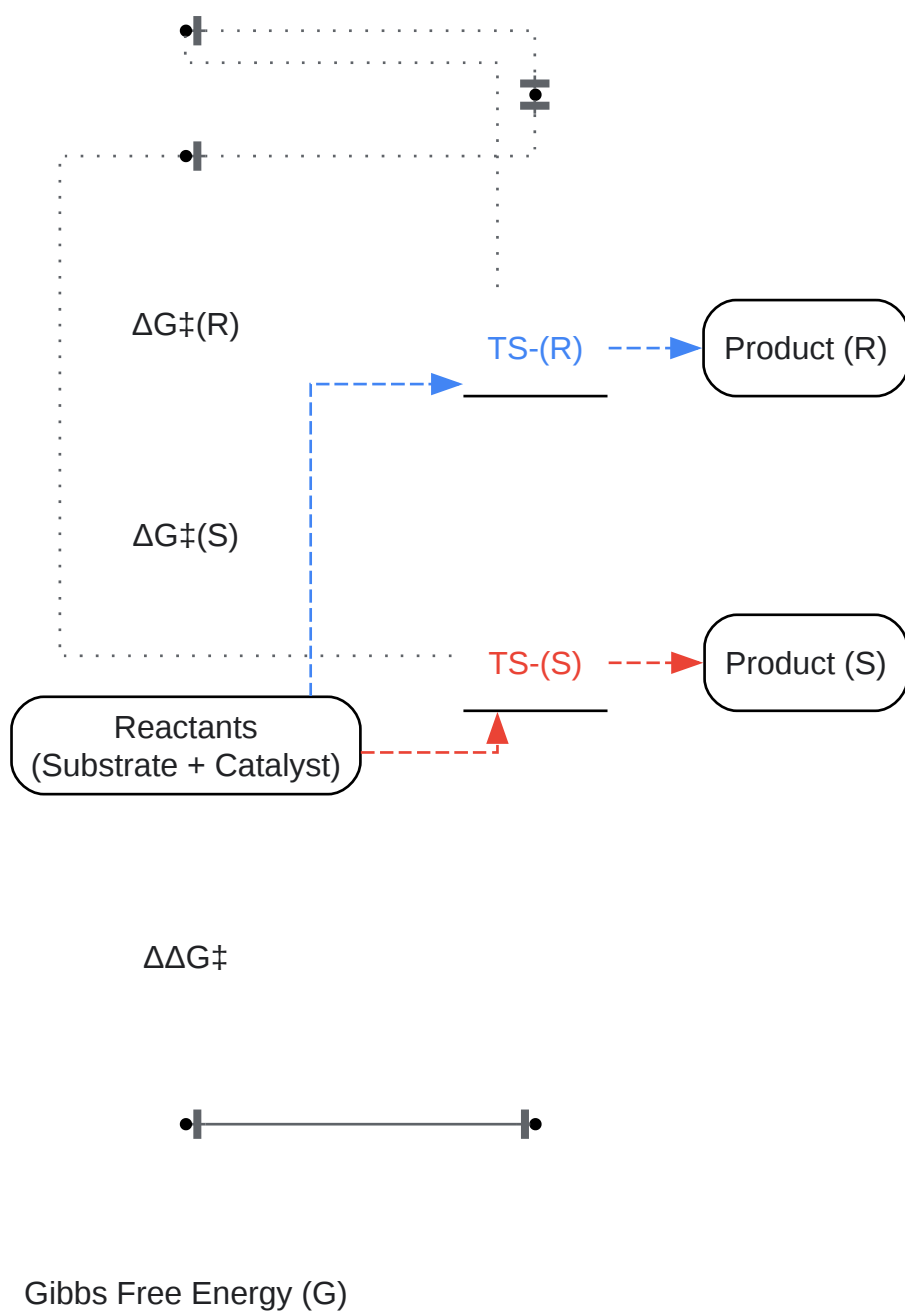 ΔG‡(R)
TS-(R)
Product (R)
ΔG‡(S)
TS-(S)
Product (S)
Reactants
(Substrate + Catalyst)
ΔΔG‡
Gibbs Free Energy (G)